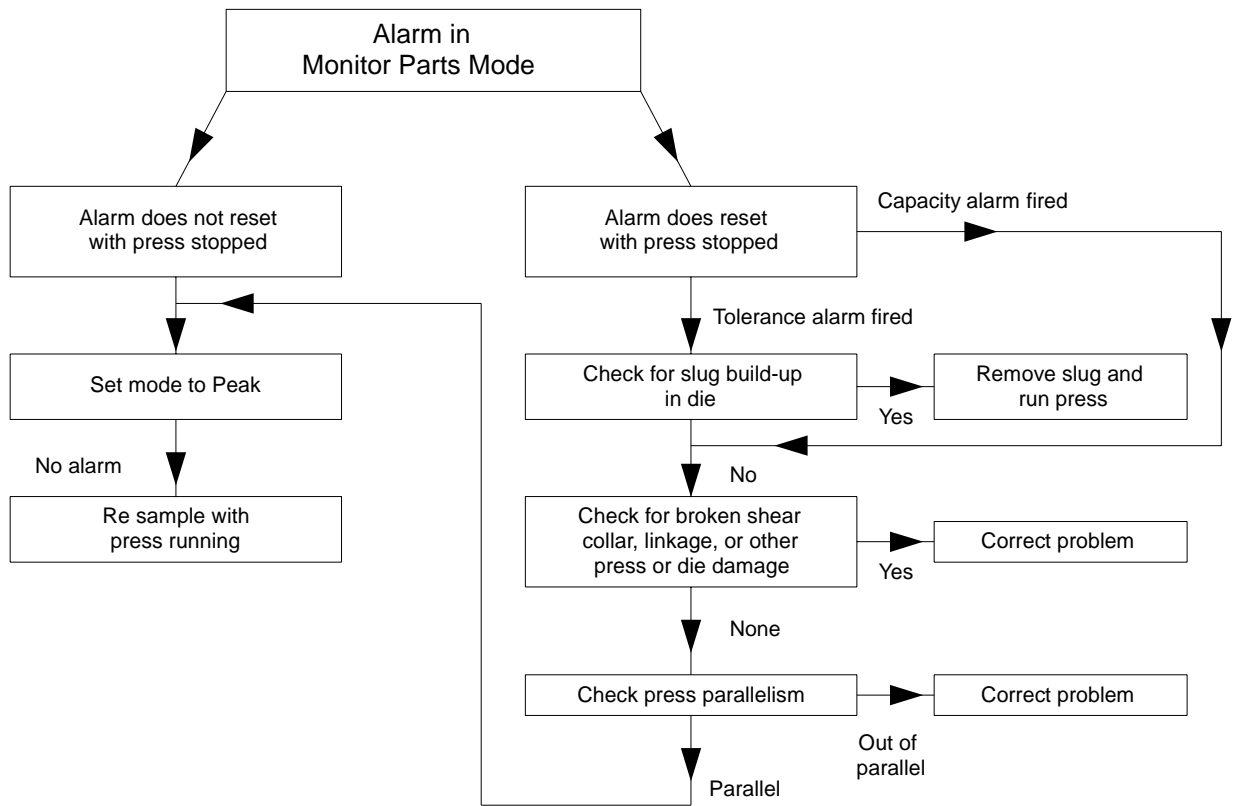 Alarm in
Monitor Parts Mode
Alarm does not reset
with press stopped
Alarm does reset
with press stopped
Capacity alarm fired
Tolerance alarm fired
Set mode to Peak
Check for slug build-up
in die
Yes
Remove slug and
run press
No alarm
No
Re sample with
press running
Check for broken shear
collar, linkage, or other
press or die damage
Yes
Correct problem
None
Check press parallelism
Correct problem
Out of
parallel
Parallel